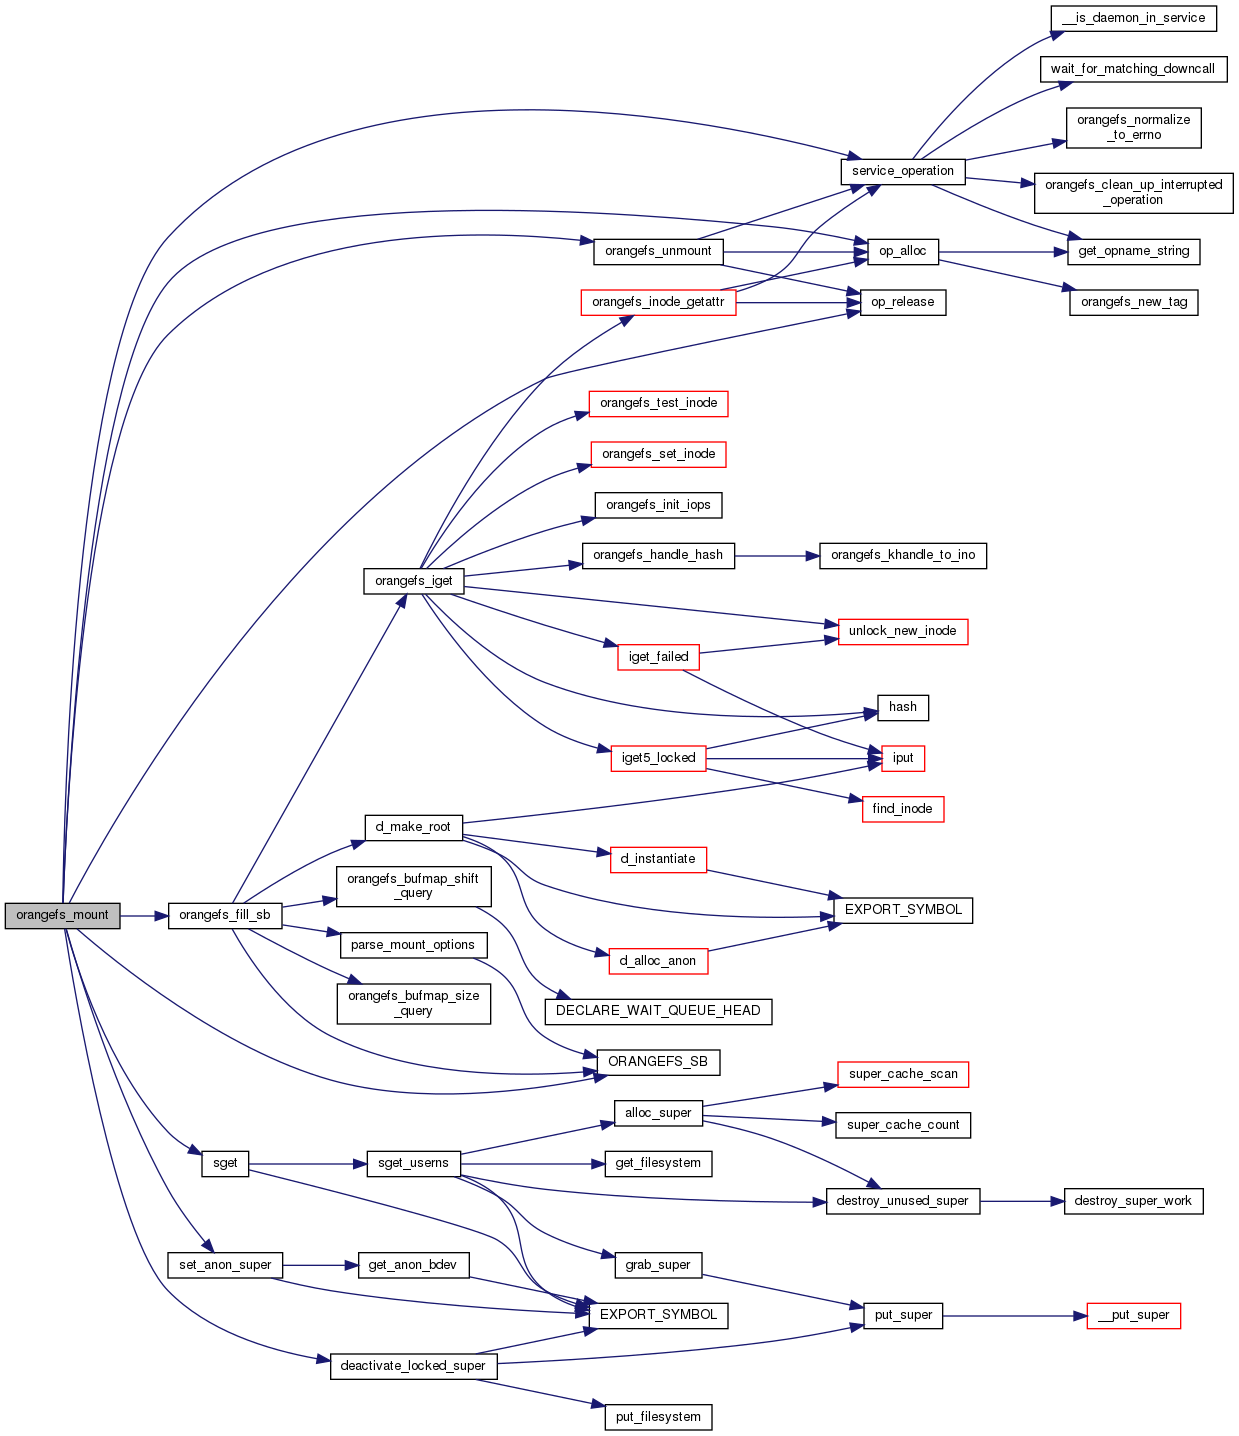 __is_daemon_in_service
wait_for_matching_downcall
orangefs_normalize
_to_errno
service_operation
orangefs_clean_up_interrupted
_operation
orangefs_unmount
op_alloc
get_opname_string
orangefs_inode_getattr
op_release
orangefs_new_tag
orangefs_test_inode
orangefs_set_inode
orangefs_init_iops
orangefs_handle_hash
orangefs_khandle_to_ino
orangefs_iget
unlock_new_inode
iget_failed
hash
iget5_locked
iput
find_inode
d_make_root
d_instantiate
orangefs_bufmap_shift
_query
EXPORT_SYMBOL
orangefs_mount
orangefs_fill_sb
parse_mount_options
d_alloc_anon
orangefs_bufmap_size
_query
DECLARE_WAIT_QUEUE_HEAD
ORANGEFS_SB
super_cache_scan
alloc_super
super_cache_count
sget
sget_userns
get_filesystem
destroy_unused_super
destroy_super_work
set_anon_super
get_anon_bdev
grab_super
EXPORT_SYMBOL
put_super
__put_super
deactivate_locked_super
put_filesystem